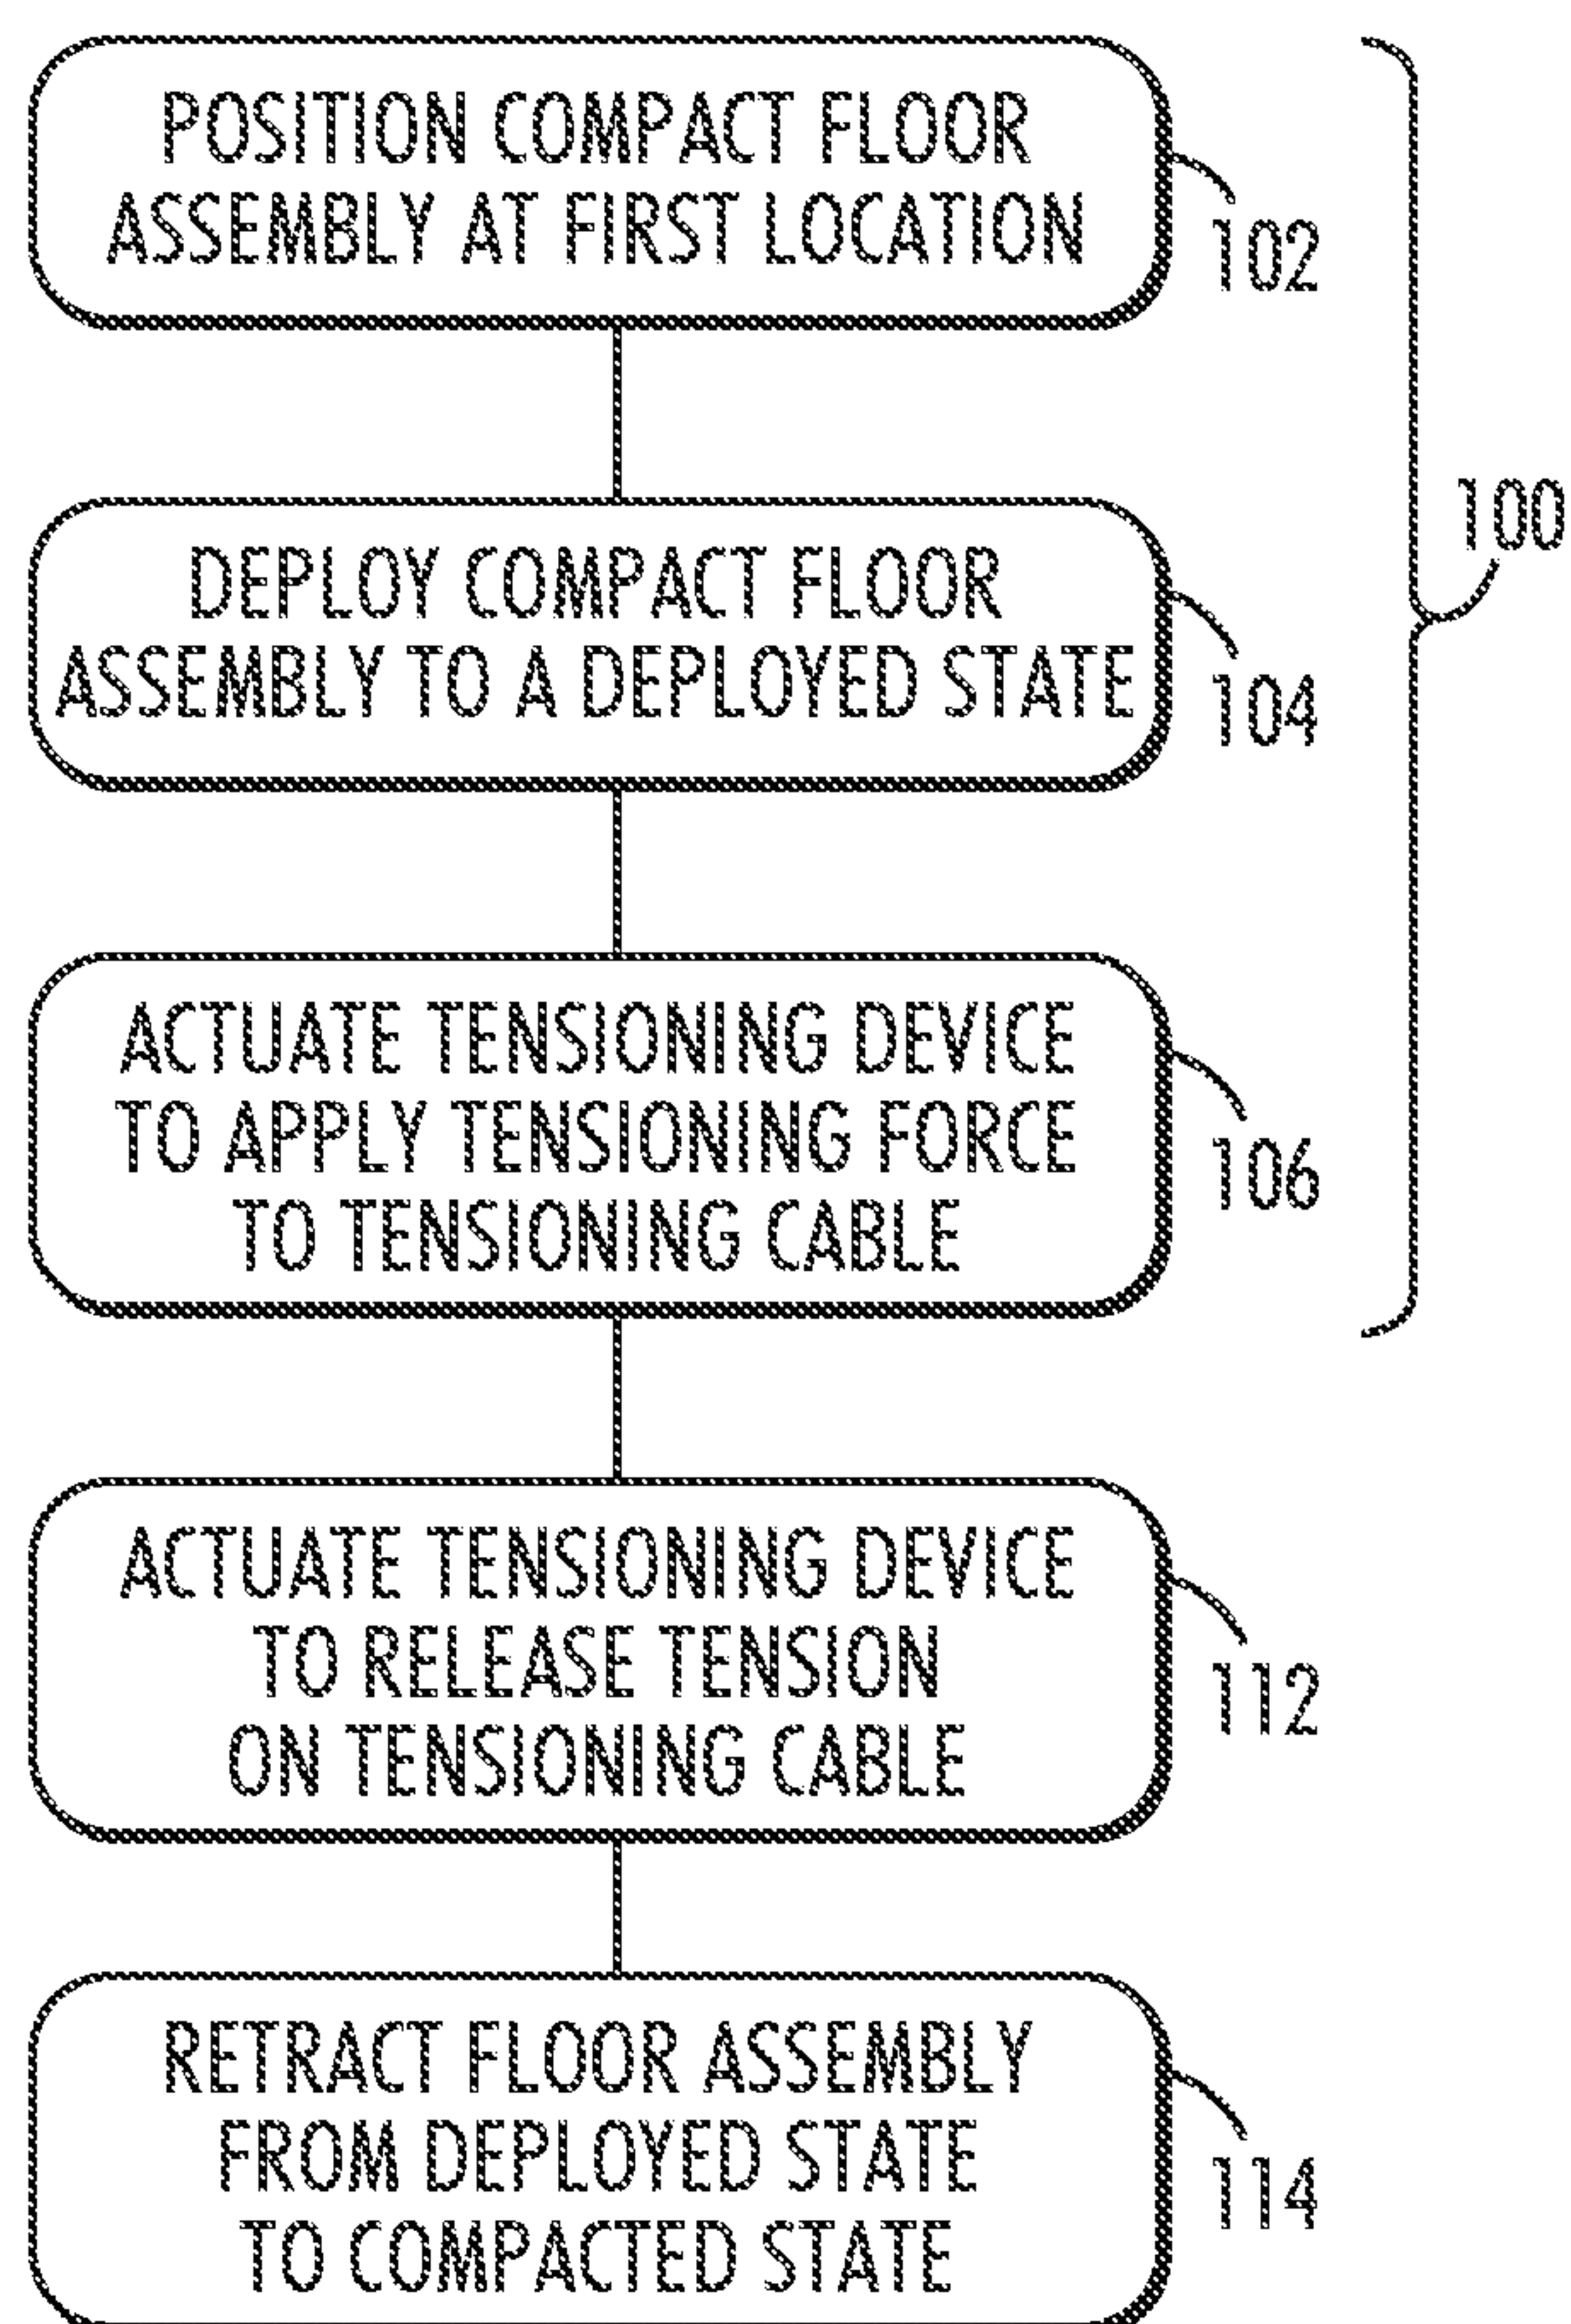 POSITION COMPACT FLOOR
ASSEMBLY AT FIRST LOCATION
102
100
DEPLOY COMPACT FLOOR
ASSEMBLY TO A DEPLOYED STATE
104
ACTUATE TENSIONING DEVICE
TO APPLY TENSIONING FORCE
TO TENSIONING CABLE
106
ACTUATE TENSIONING DEVICE
TO RELEASE TENSION
ON TENSIONING CABLE
112
RETRACT FLOOR ASSEMBLY
FROM DEPLOYED STATE
TO COMPACTED STATE
114